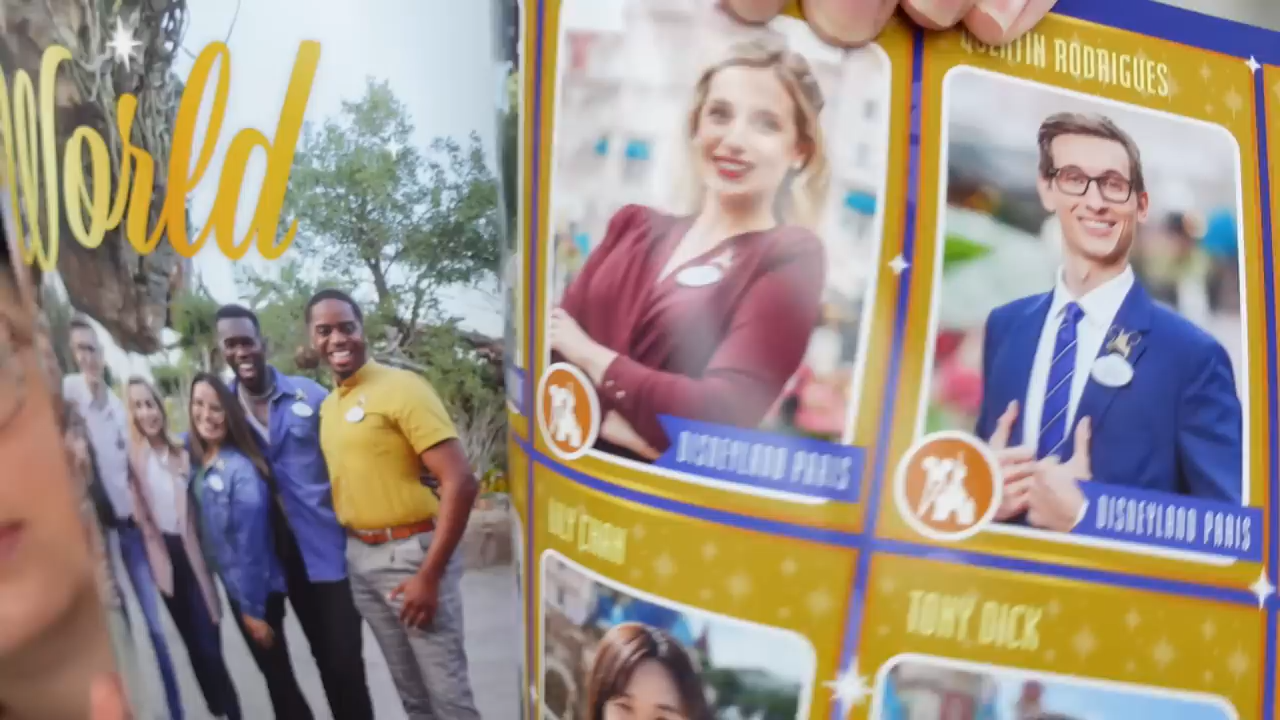 World
QUENTIN RODRIGUES
DISNEYLAND PARIS
DISNEYLAND PARIS
TONY DICK